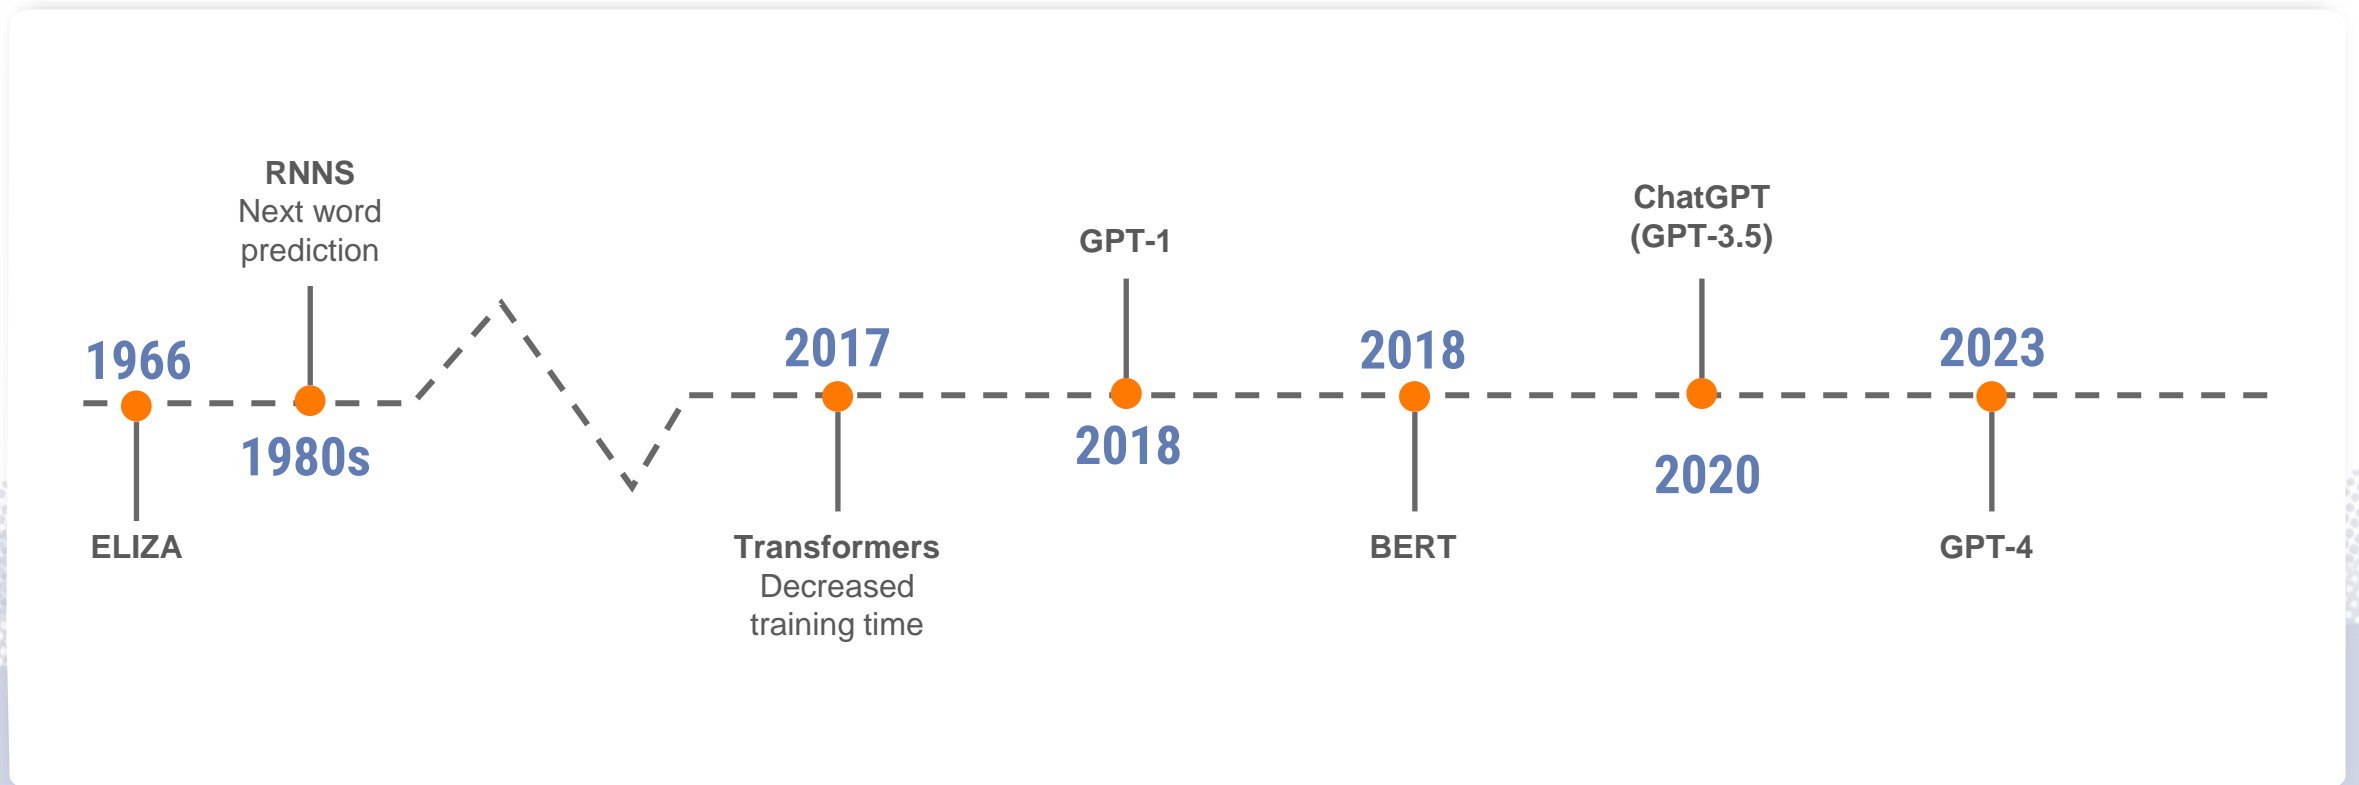 1966
ELIZA
RNNS
Next word
prediction
1980s
2017
Transformers
Decreased
training time
GPT-1
2018
2018
BERT
ChatGPT
(GPT-3.5)
2020
2023
GPT-4